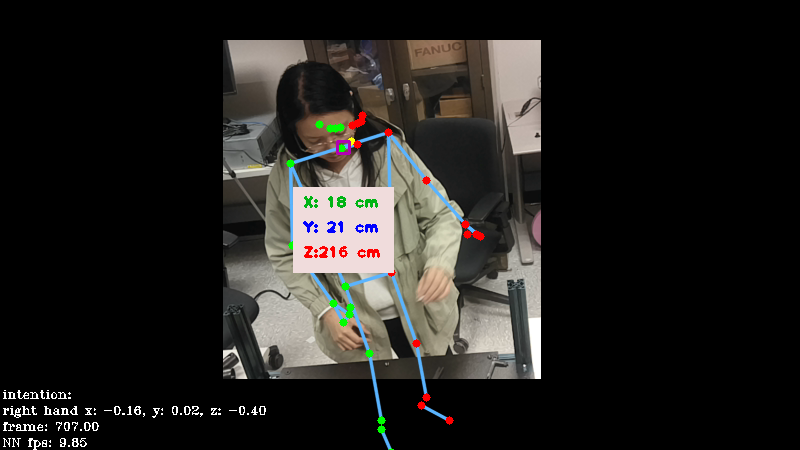 FANUC
X: 18 cm
Y: 21 cm
Z:216 cm
intention:
right hand x: -0.16, y: 0.02, z: -0.40
frame: 707.00
NN fps: 9.85